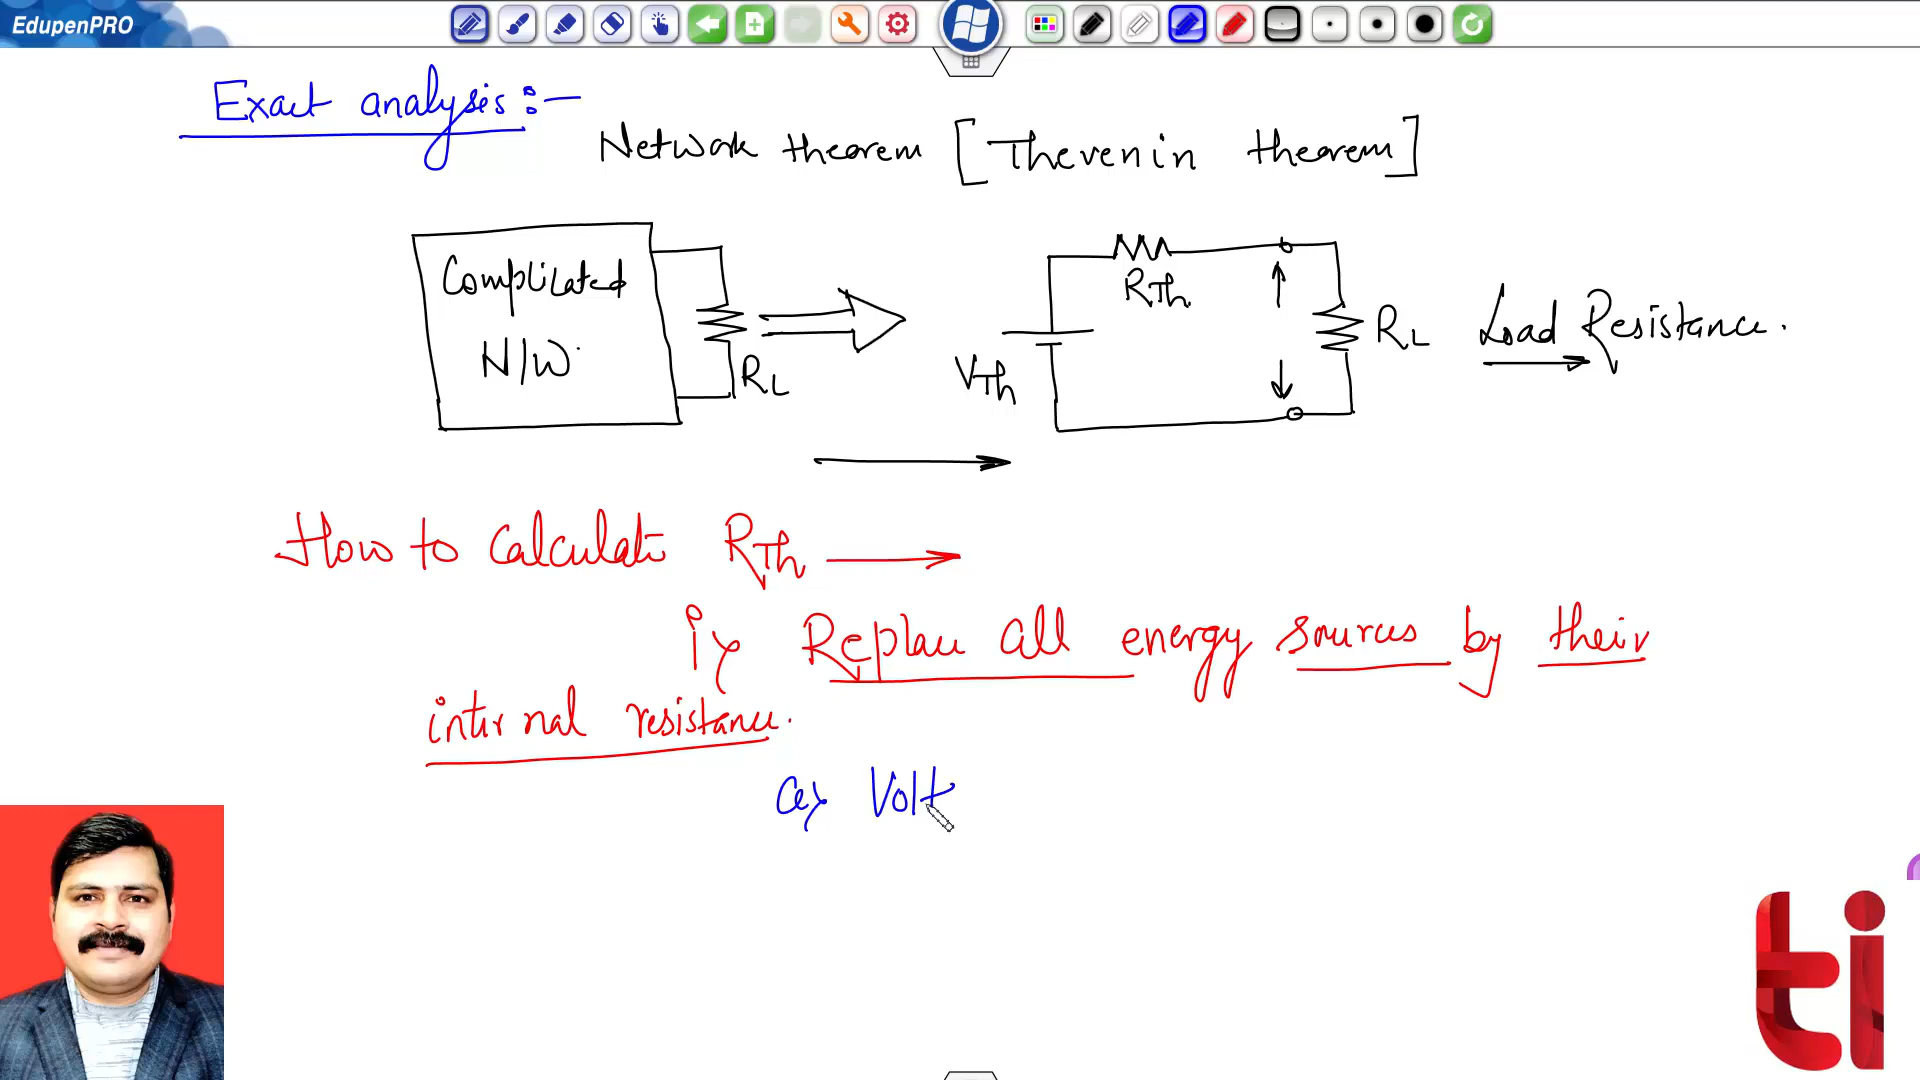 EdupenPRO
Exact analysis :-
Network theorem [Thevenin theorem]
Complicated
N/W
RL
RTh
VTh
RL Load Resistance.
How to calculate RTh →
i) Replace all energy sources by their
internal resistance.
a) Volt
ti